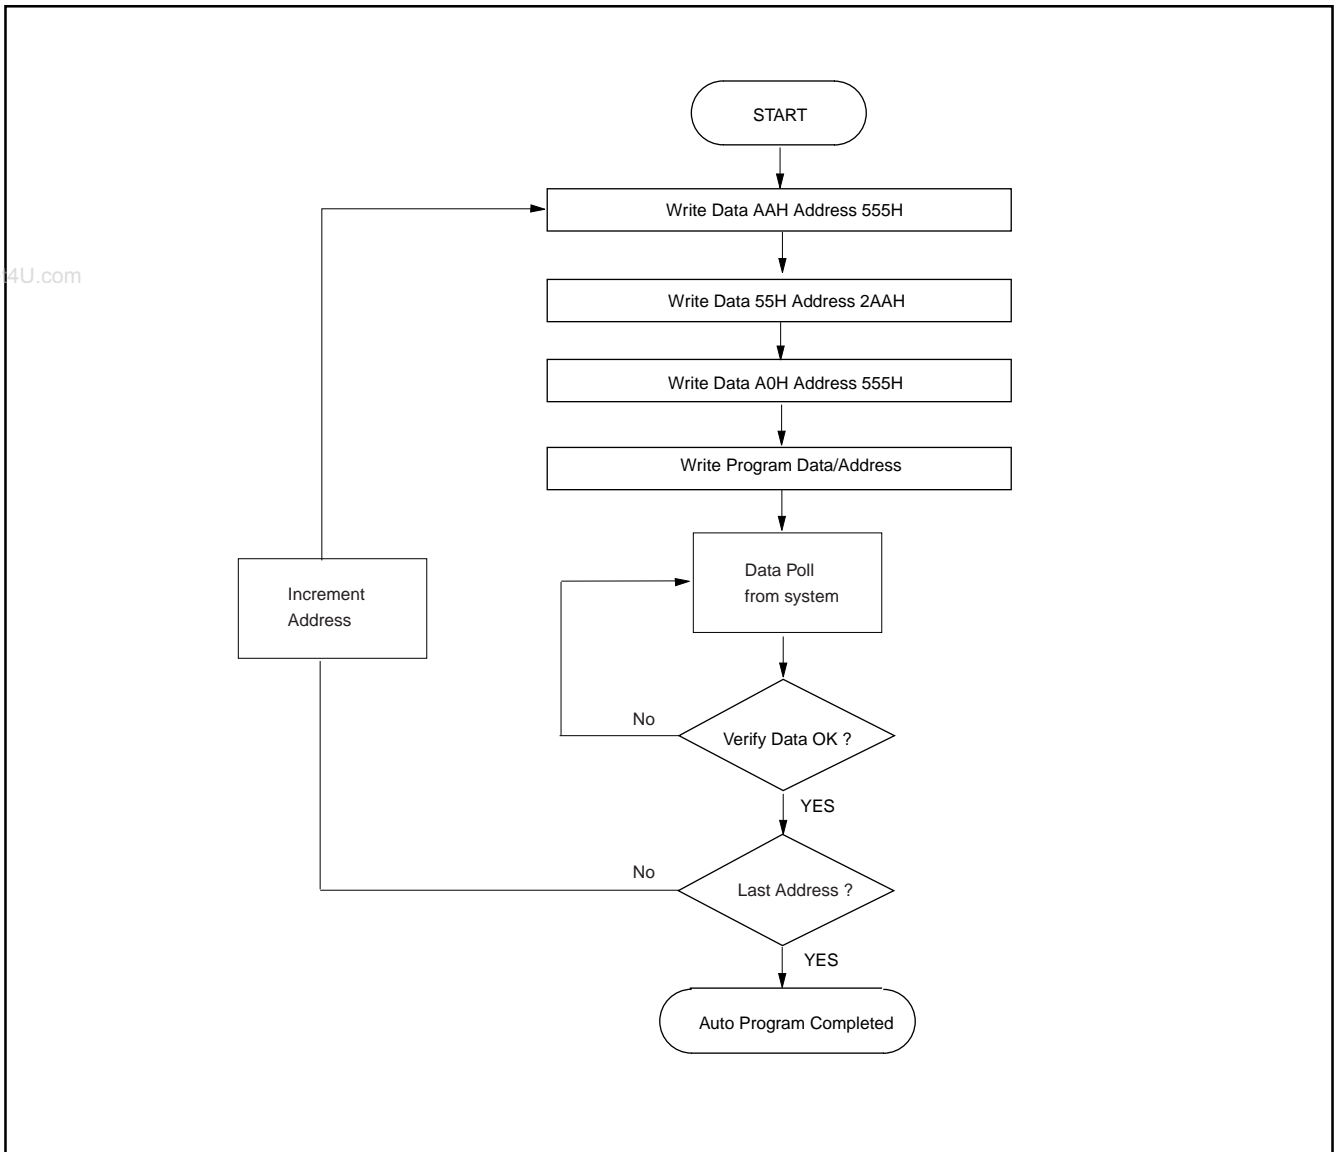 START
Write Data AAH Address 555H
4U.com
Write Data 55H Address 2AAH
Write Data A0H Address 555H
Write Program Data/Address
Data Poll
from system
Increment
Address
No
Verify Data OK ?
YES
No
Last Address ?
YES
Auto Program Completed